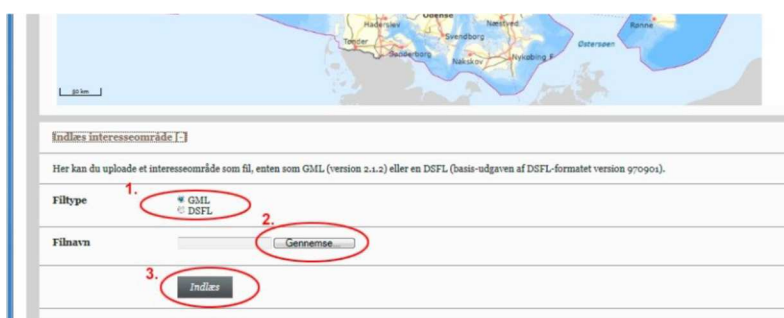 Odense
Haderslev
Næstved
Rønne
Svendborg
Tønder
Østersøen
Sønderborg
Nakskov
Nykøbing F
50 km
Indlæs interesseområde [-]
Her kan du uploade et interesseområde som fil, enten som GML (version 2.1.2) eller en DSFL (basis-udgaven af DSFL-formatet version 970901).
1.
Filtype
GML
DSFL
2.
Filnavn
Gennemse...
3.
Indlæs